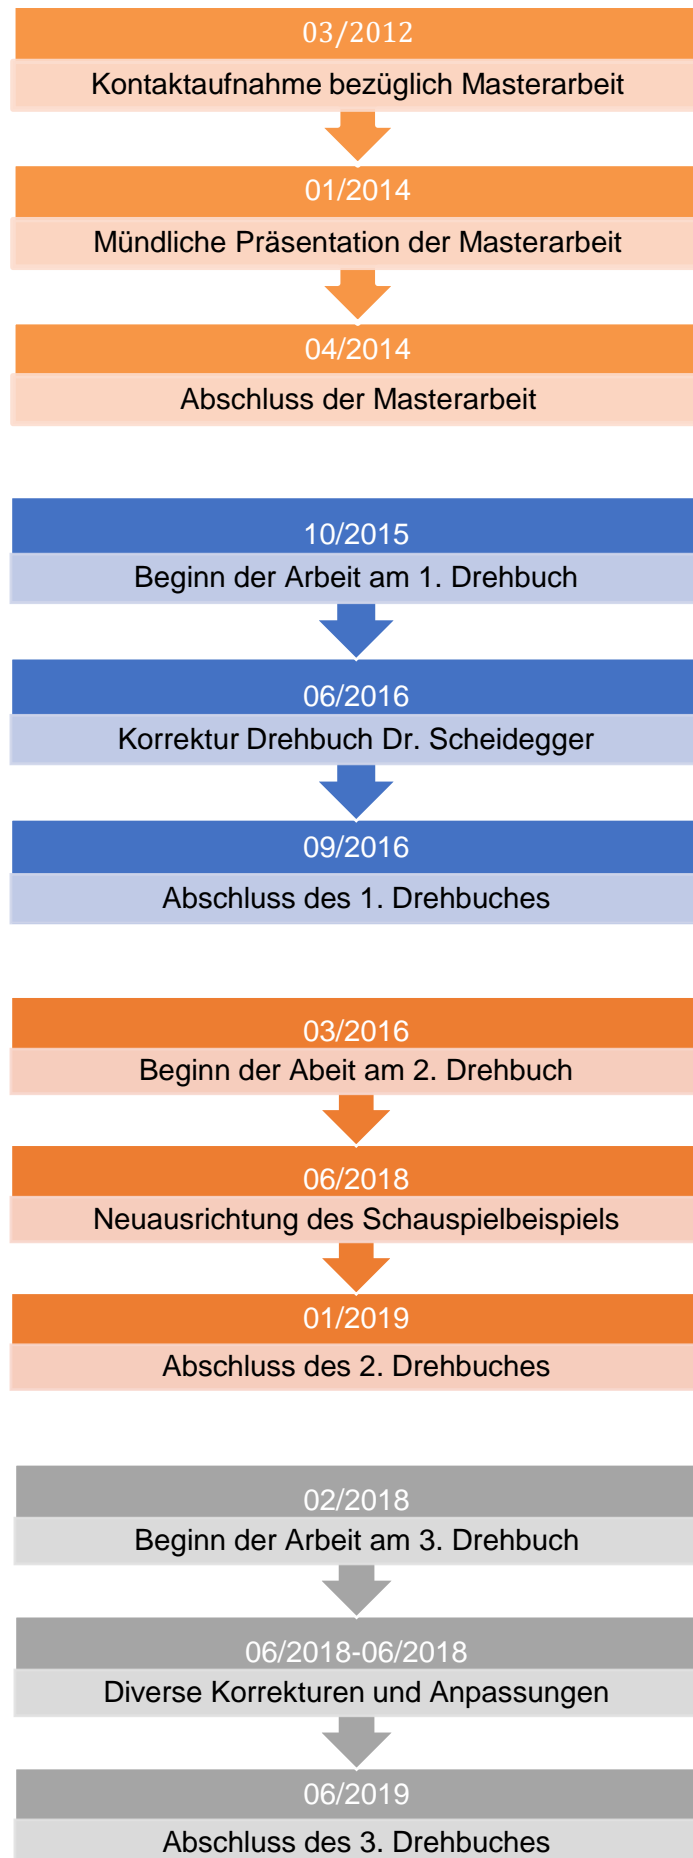 03/2012
Kontaktaufnahme bezüglich Masterarbeit
01/2014
Mündliche Präsentation der Masterarbeit
04/2014
Abschluss der Masterarbeit
10/2015
Beginn der Arbeit am 1. Drehbuch
06/2016
Korrektur Drehbuch Dr. Scheidegger
09/2016
Abschluss des 1. Drehbuches
03/2016
Beginn der Abeit am 2. Drehbuch
06/2018
Neuausrichtung des Schauspielbeispiels
01/2019
Abschluss des 2. Drehbuches
02/2018
Beginn der Arbeit am 3. Drehbuch
06/2018-06/2018
Diverse Korrekturen und Anpassungen
06/2019
Abschluss des 3. Drehbuches